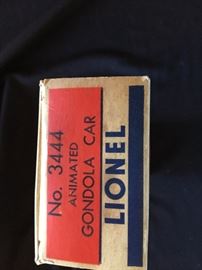 No. 3444
ANIMATED
GONDOLA CAR
LIONEL